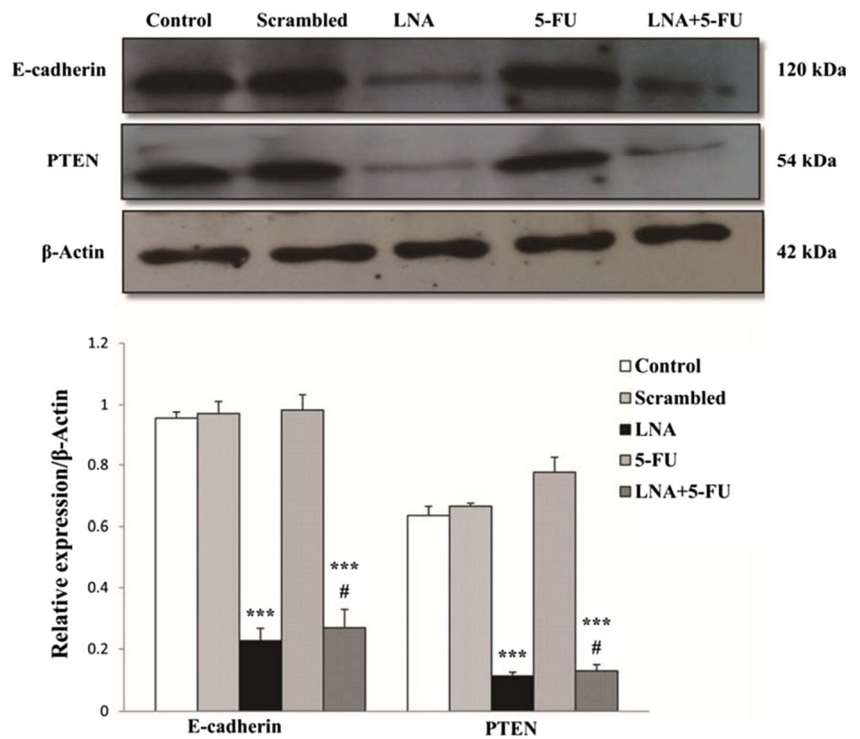 Control Scrambled LNA 5-FU LNA+5-FU
E-cadherin 120 kDa
PTEN 54 kDa
β-Actin 42 kDa
Relative expression/β-Actin
1.2
1
0.8
0.6
0.4
0.2
0
Control
Scrambled
LNA
5-FU
LNA+5-FU
***
***
#
***
***
#
E-cadherin PTEN